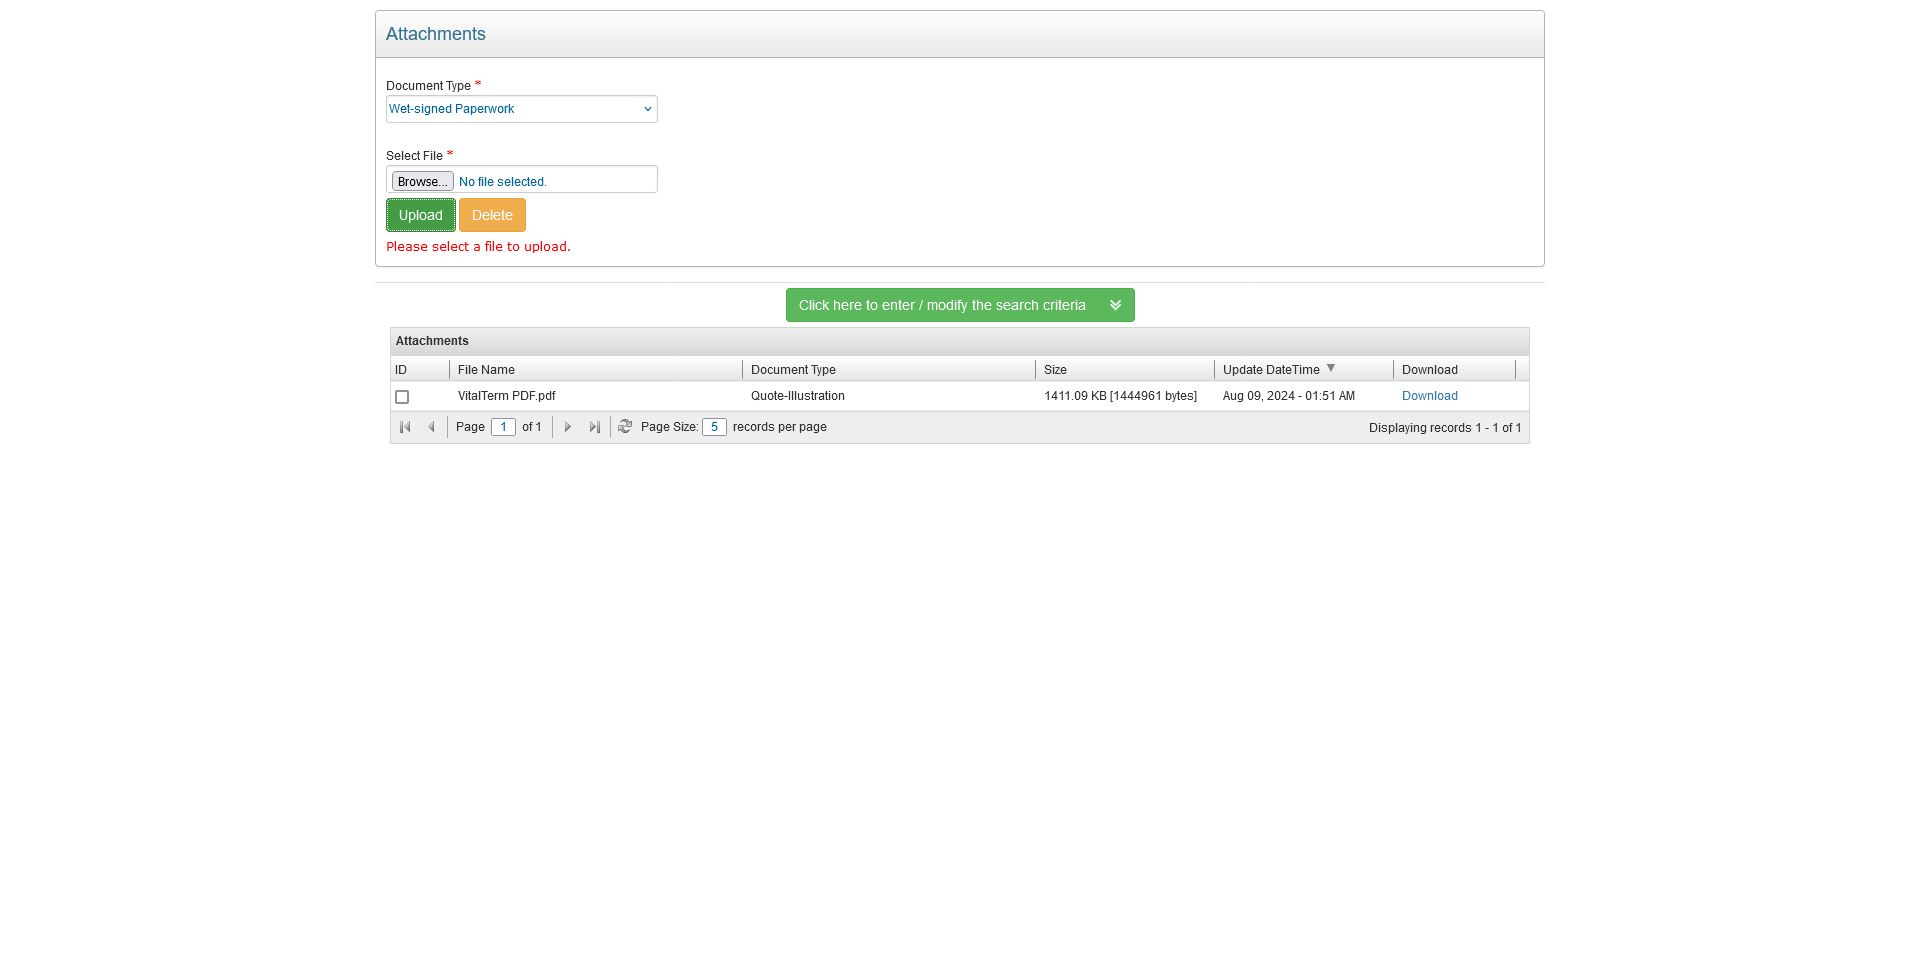 Attachments
Document Type *
Wet-signed Paperwork
Select File *
Browse... No file selected.
Upload Delete
Please select a file to upload.
Click here to enter / modify the search criteria
Attachments
ID File Name Document Type Size Update DateTime Download
VitalTerm PDF.pdf Quote-Illustration 1411.09 KB [1444961 bytes] Aug 09, 2024 - 01:51 AM Download
Page 1 of 1 Page Size: 5 records per page Displaying records 1 - 1 of 1